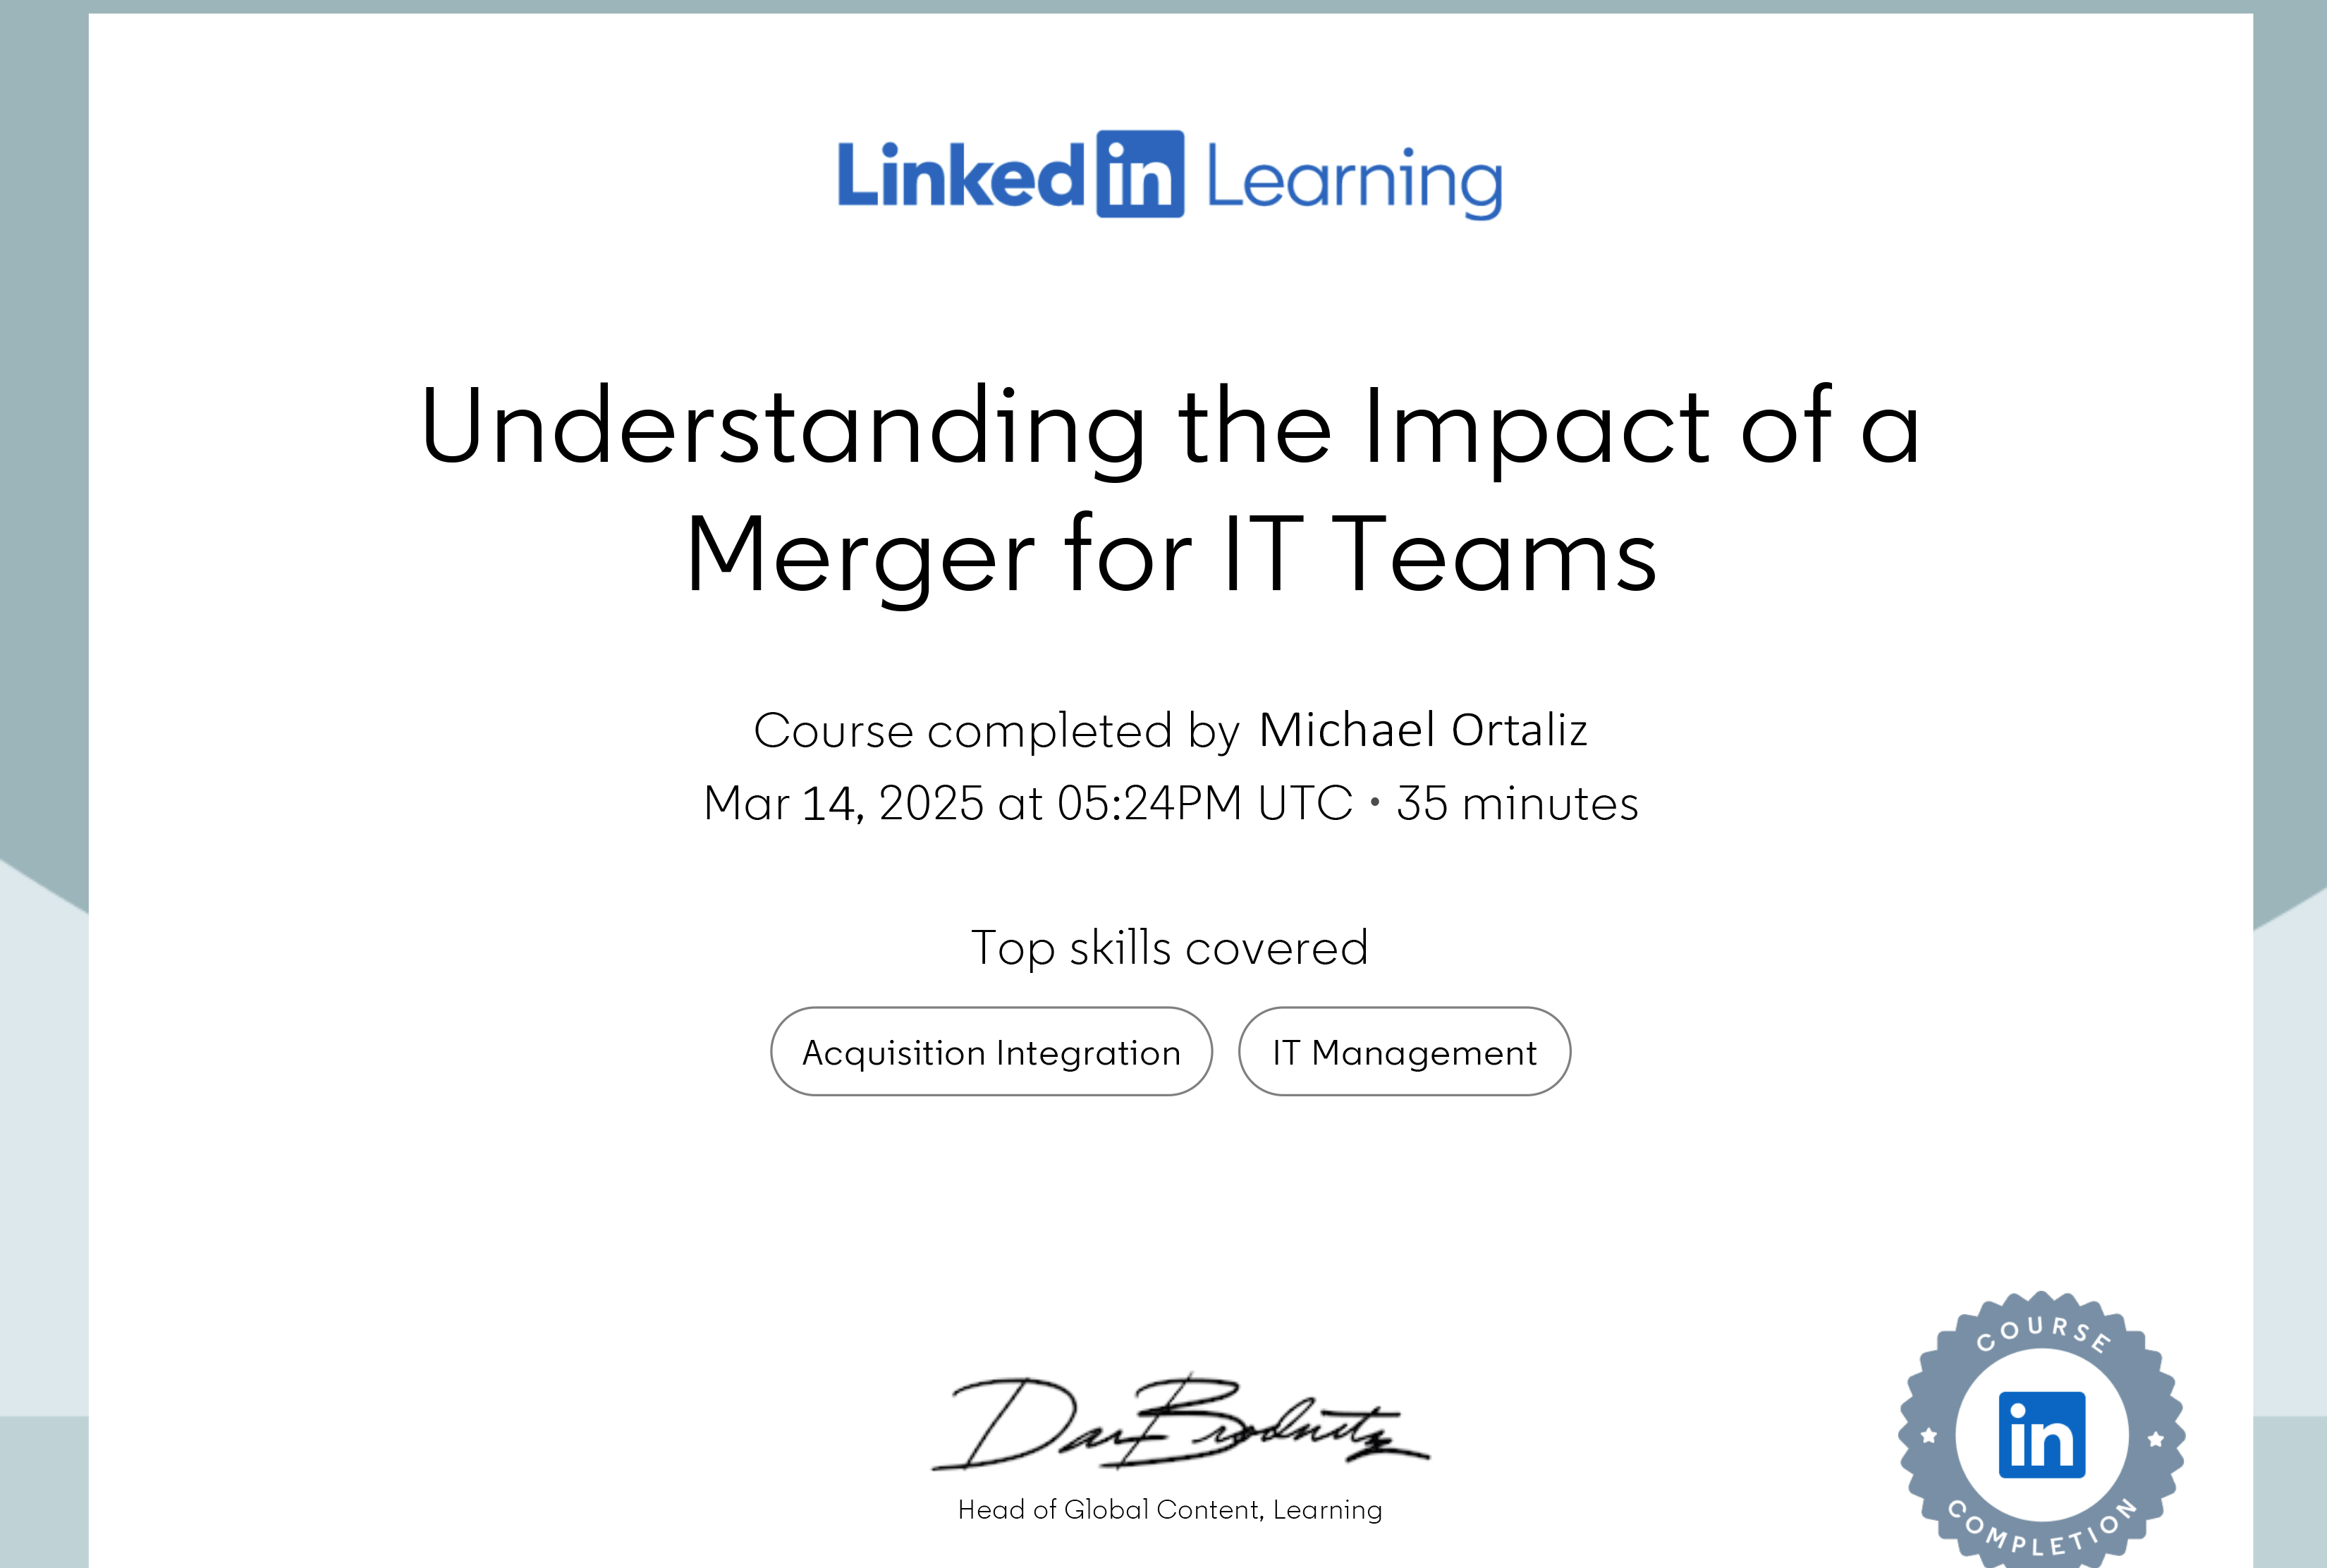 Linked in Learning
Understanding the Impact of a
Merger for IT Teams
Course completed by Michael Ortaliz
Mar 14, 2025 at 05:24PM UTC • 35 minutes
Top skills covered
Acquisition Integration
IT Management
Dan Brodnitz
Head of Global Content, Learning
COURSE
in
COMPLETION